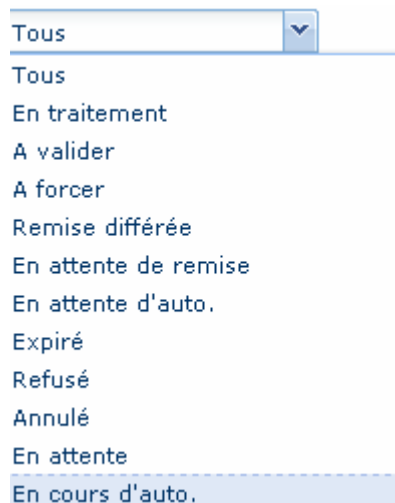 Tous
Tous
En traitement
A valider
A forcer
Remise différée
En attente de remise
En attente d'auto.
Expiré
Refusé
Annulé
En attente
En cours d'auto.